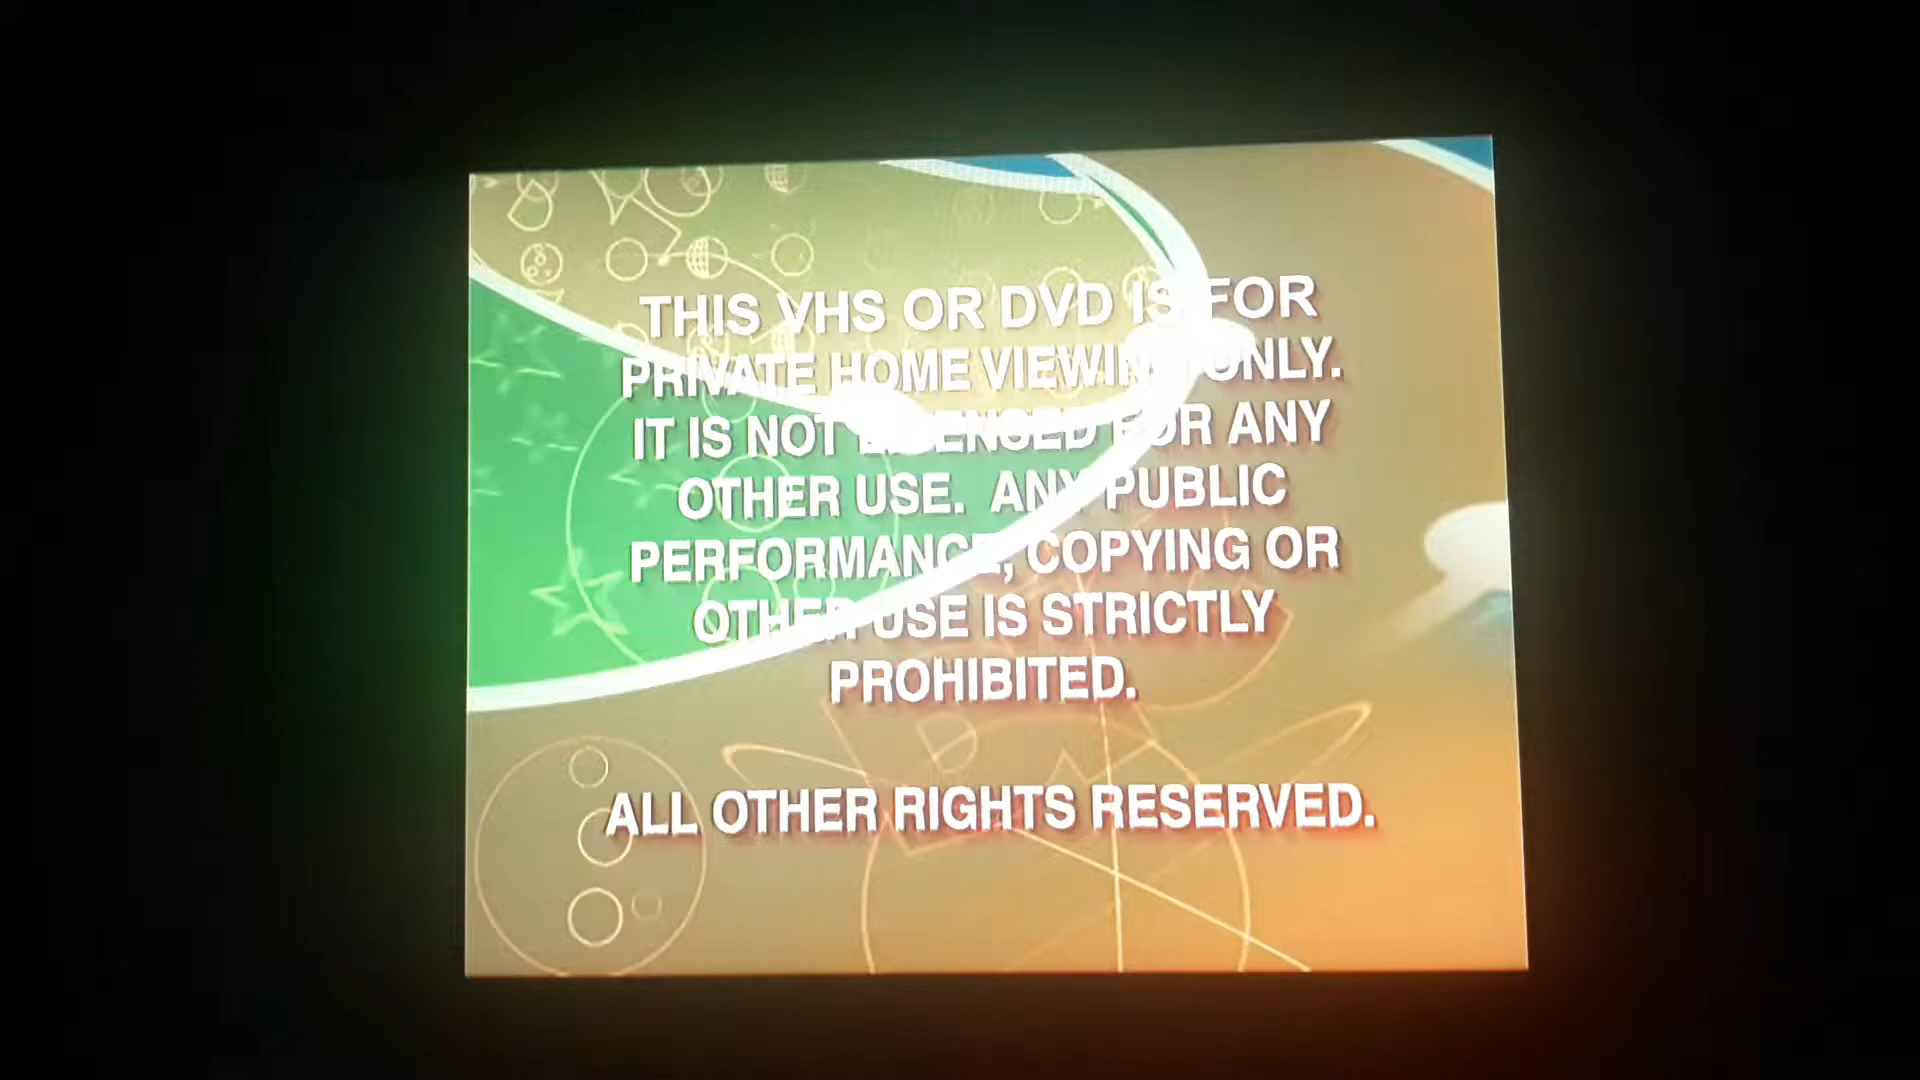 THIS VHS OR DVD IS FOR
PRIVATE HOME VIEWING ONLY.
IT IS NOT LICENSED FOR ANY
OTHER USE.  ANY PUBLIC
PERFORMANCE, COPYING OR
OTHER USE IS STRICTLY
PROHIBITED.
ALL OTHER RIGHTS RESERVED.